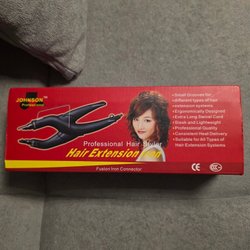 JOHNSON
Professional
Small Grooves for
different types of hair
extension systems
Ergonomically Designed
Extra Long Swivel Cord
Sleek and Lightweight
Professional Quality
Consistent Heat Delivery
Suitable for All Types of
Hair Extension Systems
Professional Hair Styler
Hair Extension Iron
Fusion Iron Connector
CE